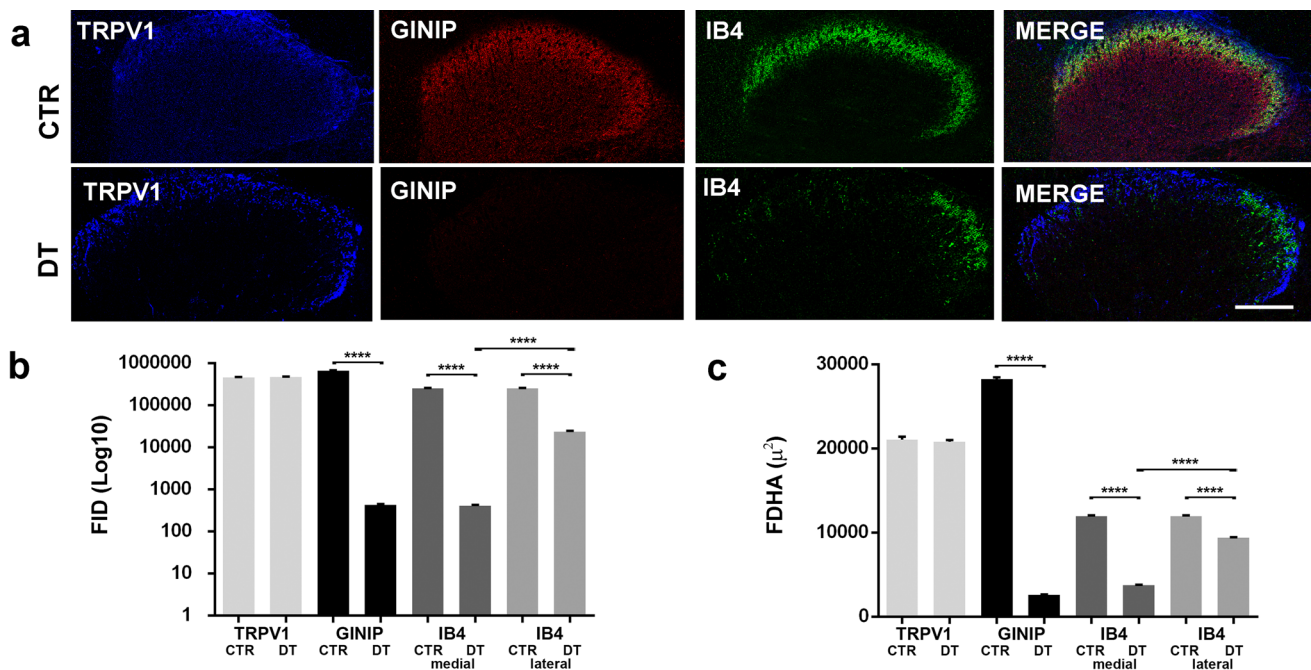 a
TRPV1 GINIP IB4 MERGE
CTR
TRPV1 GINIP IB4 MERGE
DT
b
FID (Log10)
1000000
100000
10000
1000
100
10
1
**** **** **** ****
TRPV1 GINIP IB4 IB4
CTR DT CTR DT CTR DT CTR DT
medial lateral
c
FDHA (μ²)
30000
20000
10000
0
**** **** **** ****
TRPV1 GINIP IB4 IB4
CTR DT CTR DT CTR DT CTR DT
medial lateral